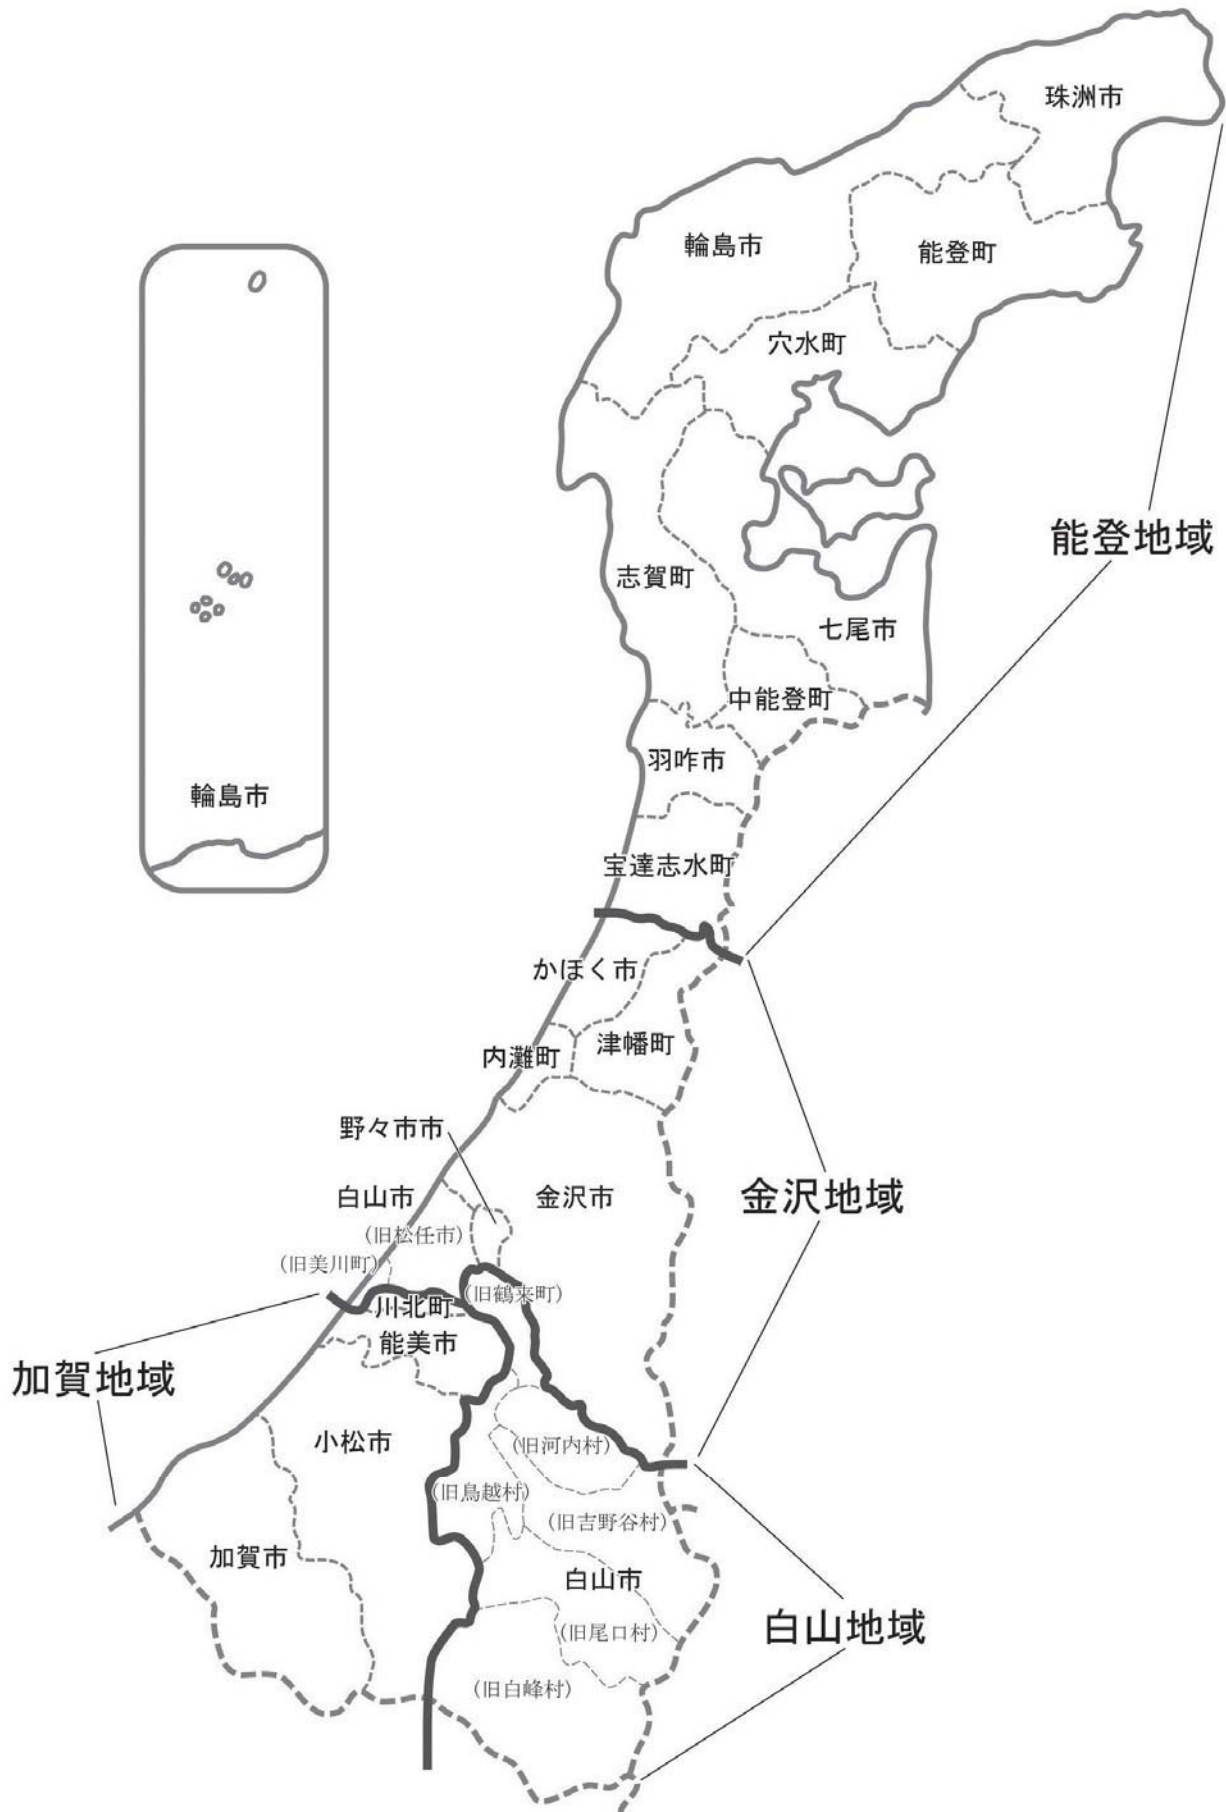 珠洲市
輪島市
能登町
穴水町
能登地域
志賀町
七尾市
中能登町
羽咋市
輪島市
宝達志水町
かほく市
津幡町
内灘町
野々市市
白山市
金沢市
金沢地域
(旧松任市)
(旧美川町)
(旧鶴来町)
川北町
能美市
加賀地域
小松市
(旧河内村)
(旧鳥越村)
(旧吉野谷村)
加賀市
白山市
白山地域
(旧尾口村)
(旧白峰村)